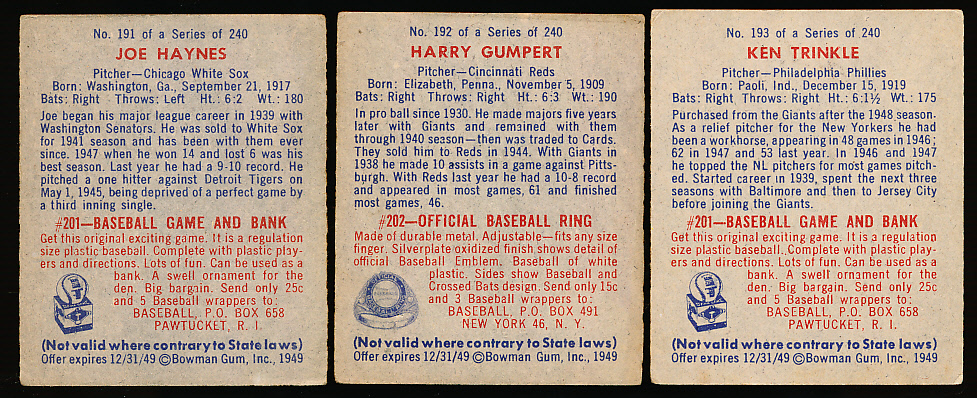 No. 191 of a Series of 240
JOE HAYNES
Pitcher—Chicago White Sox
Born: Washington, Ga., September 21, 1917
Bats: Right Throws: Left Ht.: 6:2 Wt.: 180
Joe began his major league career in 1939 with
Washington Senators. He was sold to White Sox
for 1941 season and has been with them ever
since. 1947 when he won 14 and lost 6 was his
best season. Last year he had a 9-10 record. He
pitched a one hitter against Detroit Tigers on
May 1, 1945, being deprived of a perfect game by
a third inning single.
#201—BASEBALL GAME AND BANK
Get this original exciting game. It is a regulation
size plastic baseball. Complete with plastic play-
ers and directions. Lots of fun. Can be used as a
bank. A swell ornament for the
den. Big bargain. Send only 25c
and 5 Baseball wrappers to:
BASEBALL, P.O. BOX 658
PAWTUCKET, R. I.
(Not valid where contrary to State laws)
Offer expires 12/31/49 ©Bowman Gum, Inc., 1949
No. 192 of a Series of 240
HARRY GUMPERT
Pitcher—Cincinnati Reds
Born: Elizabeth, Penna., November 5, 1909
Bats: Right Throws: Right Ht.: 6:3 Wt.: 190
In pro ball since 1930. He made majors five years
later with Giants and remained with them
through 1940 season—then was traded to Cards.
They sold him to Reds in 1944. With Giants in
1938 he made 10 assists in a game against Pitts-
burgh. With Reds last year he had a 10-8 record
and appeared in most games, 61 and finished
most games, 46.
#202—OFFICIAL BASEBALL RING
Made of durable metal. Adjustable—fits any size
finger. Silverplate oxidized finish shows detail of
official Baseball Emblem. Baseball of white
plastic. Sides show Baseball and
Crossed Bats design. Send only 15c
and 3 Baseball wrappers to:
BASEBALL, P.O. BOX 491
NEW YORK 46, N. Y.
(Not valid where contrary to State laws)
Offer expires 12/31/49 ©Bowman Gum, Inc., 1949
No. 193 of a Series of 240
KEN TRINKLE
Pitcher—Philadelphia Phillies
Born: Paoli, Ind., December 15, 1919
Bats: Right Throws: Right Ht.: 6:1½ Wt.: 175
Purchased from the Giants after the 1948 season.
As a relief pitcher for the New Yorkers he had
been a workhorse, appearing in 48 games in 1946;
62 in 1947 and 53 last year. In 1946 and 1947
he topped the NL pitchers for most games pitch-
ed. Started career in 1939, spent the next three
seasons with Baltimore and then to Jersey City
before joining the Giants.
#201—BASEBALL GAME AND BANK
Get this original exciting game. It is a regulation
size plastic baseball. Complete with plastic play-
ers and directions. Lots of fun. Can be used as a
bank. A swell ornament for the
den. Big bargain. Send only 25c
and 5 Baseball wrappers to:
BASEBALL, P.O. BOX 658
PAWTUCKET, R. I.
(Not valid where contrary to State laws)
Offer expires 12/31/49 ©Bowman Gum, Inc., 1949